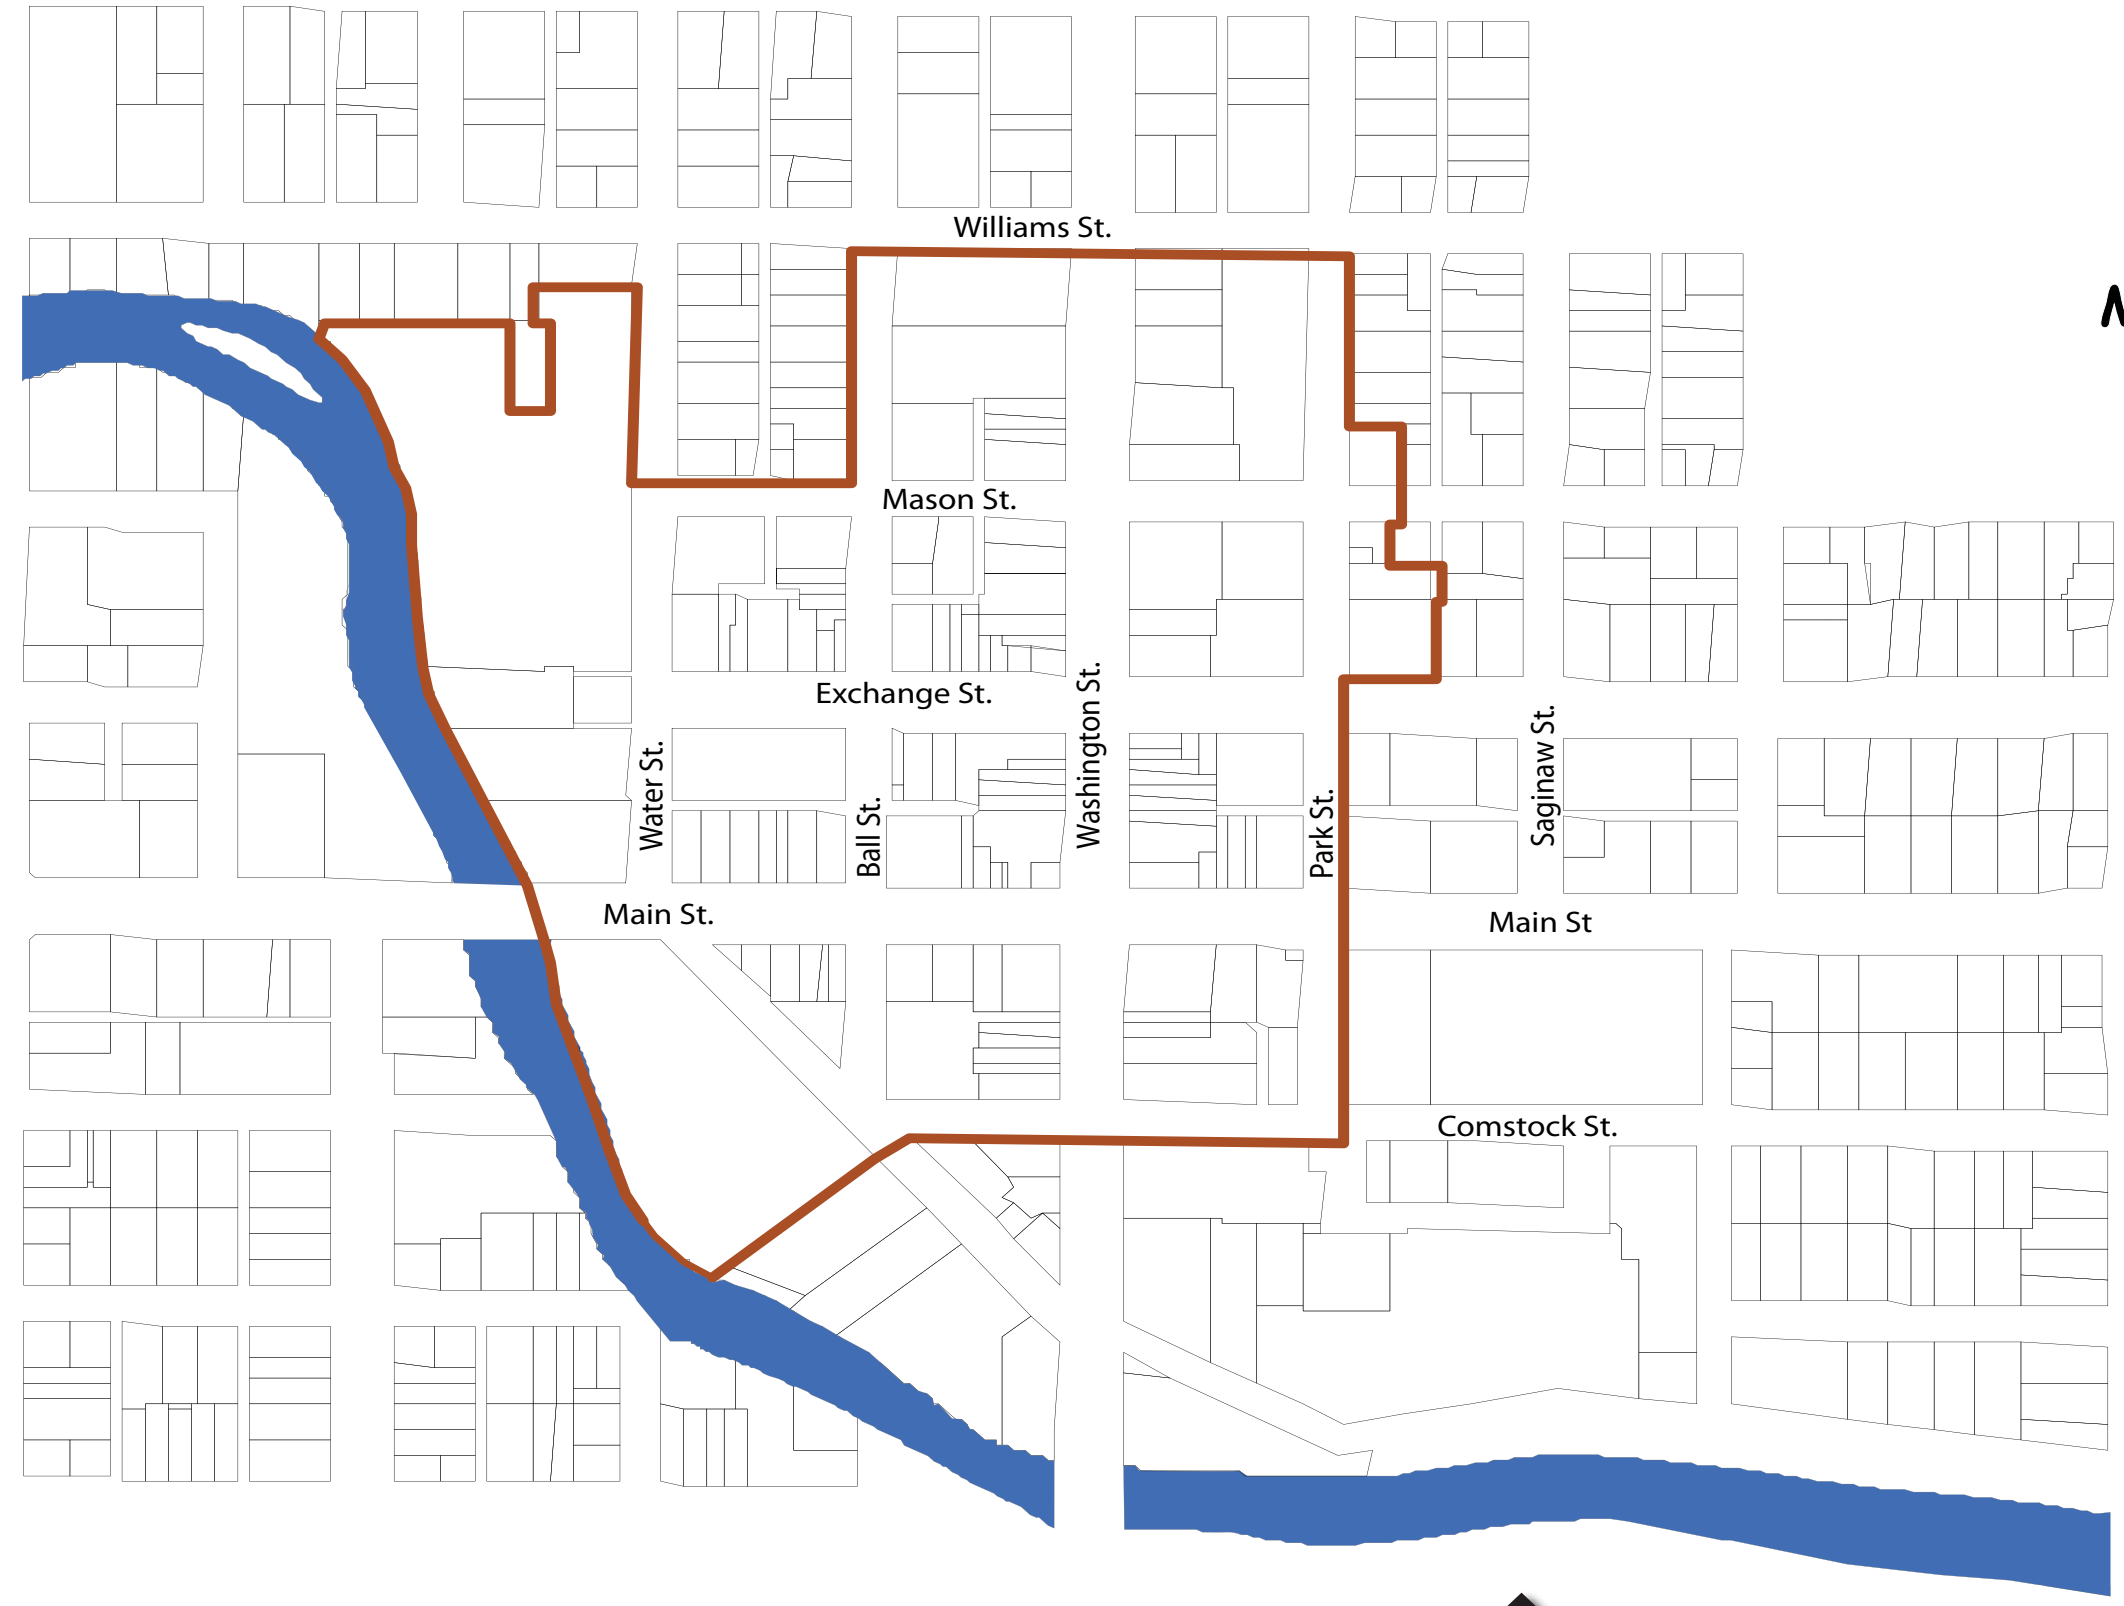 Williams St.
Mason St.
Exchange St.
Washington St.
Water St.
Ball St.
Park St.
Saginaw St.
Main St.
Main St
Comstock St.